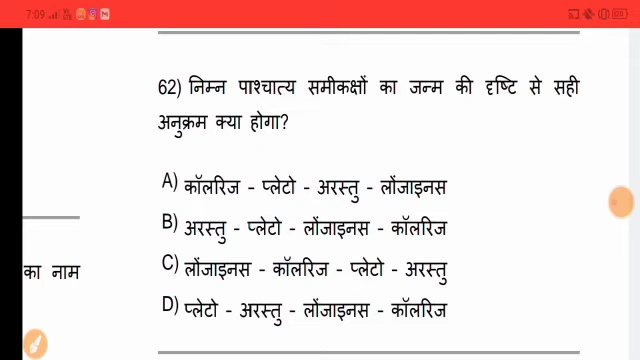 7:09
62) निम्न पाश्चात्य समीकक्षों का जन्म की दृष्टि से सही
अनुक्रम क्या होगा?
A) कॉलरिज - प्लेटो - अरस्तु - लोंजाइनस
B) अरस्तु - प्लेटो - लोंजाइनस - कॉलरिज
C) लोंजाइनस - कॉलरिज - प्लेटो - अरस्तु
का नाम
D) प्लेटो - अरस्तु - लोंजाइनस - कॉलरिज